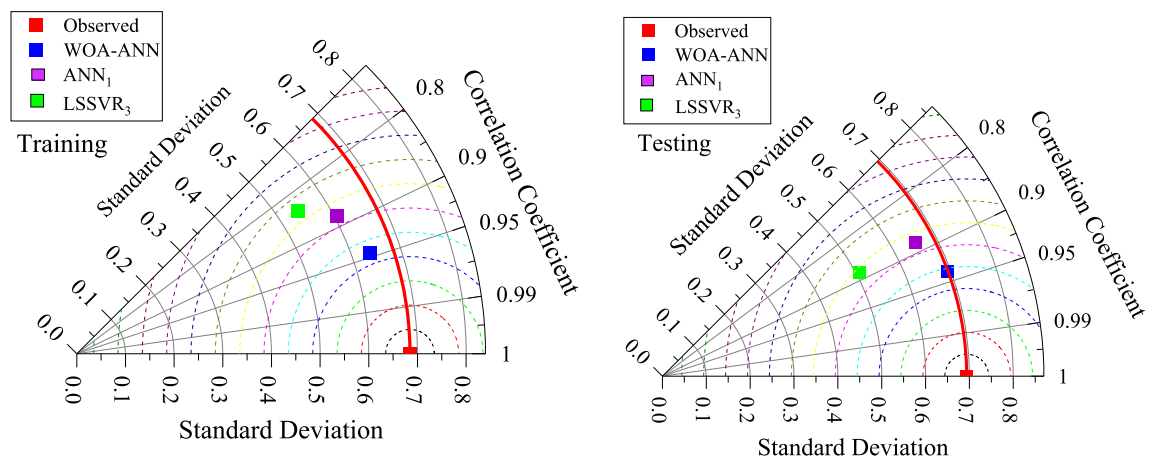 Observed
WOA-ANN
ANN1
LSSVR3
Training
Standard Deviation
0.0
0.1
0.2
0.3
0.4
0.5
0.6
0.7
0.8
0.8
0.9
0.95
0.99
1
Correlation Coefficient
0.0
0.1
0.2
0.3
0.4
0.5
0.6
0.7
0.8
Standard Deviation
Observed
WOA-ANN
ANN1
LSSVR3
Testing
Standard Deviation
0.0
0.1
0.2
0.3
0.4
0.5
0.6
0.7
0.8
0.8
0.9
0.95
0.99
1
Correlation Coefficient
0.0
0.1
0.2
0.3
0.4
0.5
0.6
0.7
0.8
Standard Deviation